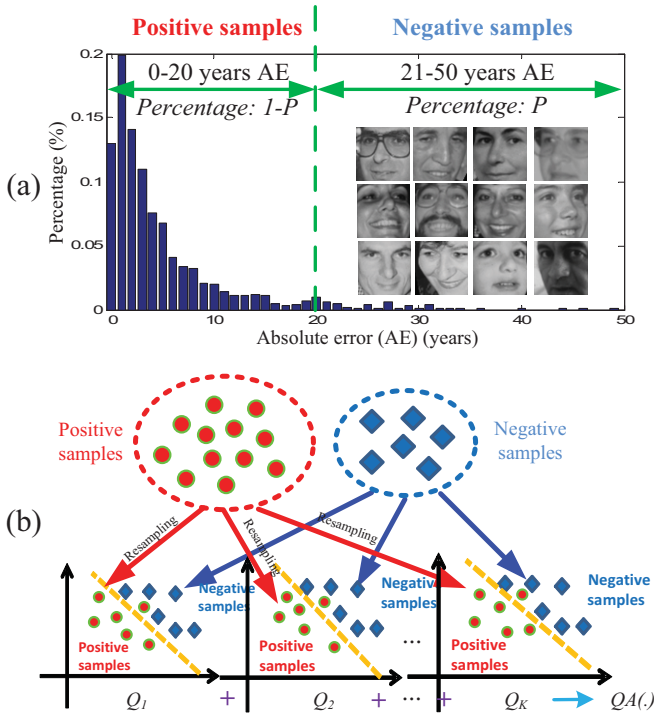 Positive samples
Negative samples
0.2
0.15
0.1
0.05
0
Percentage (%)
0-20 years AE
Percentage: 1-P
21-50 years AE
Percentage: P
(a)
0
10
20
30
40
50
Absolute error (AE) (years)
Positive
samples
Negative
samples
(b)
Resampling
Resampling
Resampling
Negative
samples
Positive
samples
Negative
samples
Positive
samples
...
Negative
samples
Positive
samples
Q1
+
Q2
+
...
+
QK
QA(.)